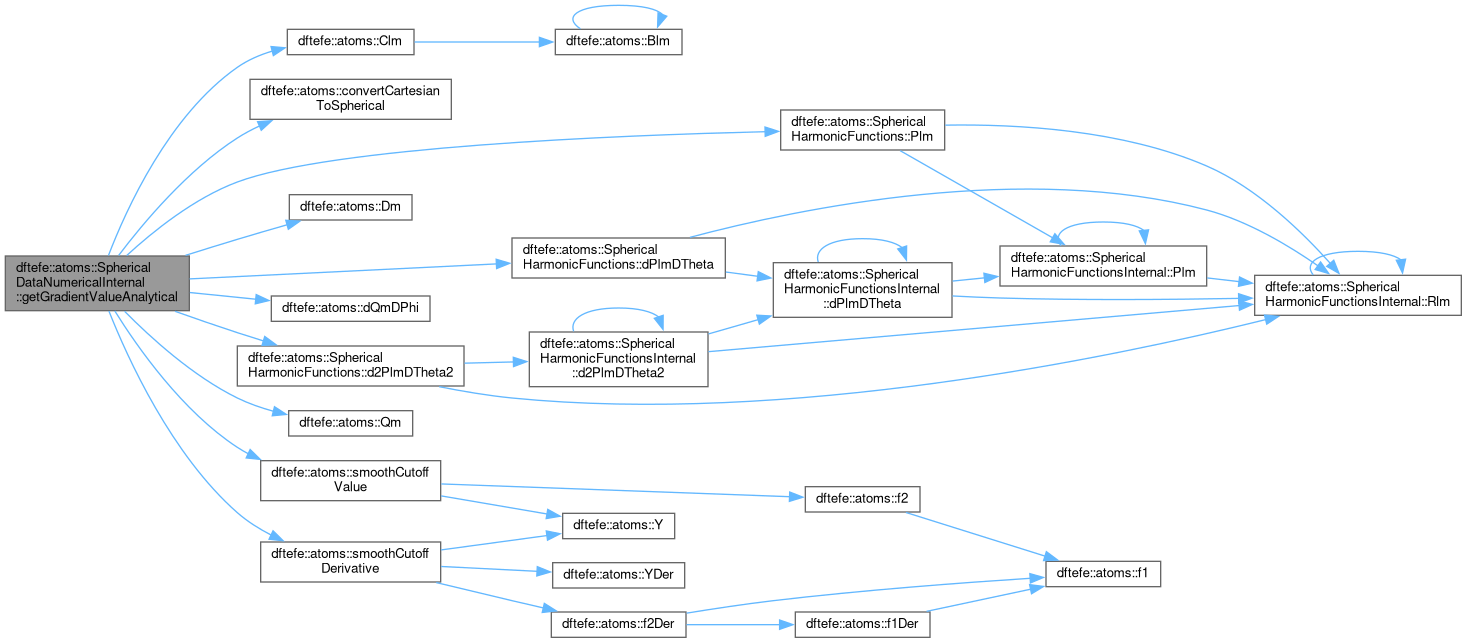 dftefe::atoms::Spherical
DataNumericalInternal
::getGradientValueAnalytical
dftefe::atoms::Clm
dftefe::atoms::Blm
dftefe::atoms::convertCartesian
ToSpherical
dftefe::atoms::Spherical
HarmonicFunctions::Plm
dftefe::atoms::Dm
dftefe::atoms::Spherical
HarmonicFunctions::dPlmDTheta
dftefe::atoms::Spherical
HarmonicFunctionsInternal
::dPlmDTheta
dftefe::atoms::Spherical
HarmonicFunctionsInternal::Plm
dftefe::atoms::Spherical
HarmonicFunctionsInternal::Rlm
dftefe::atoms::dQmDPhi
dftefe::atoms::Spherical
HarmonicFunctions::d2PlmDTheta2
dftefe::atoms::Spherical
HarmonicFunctionsInternal
::d2PlmDTheta2
dftefe::atoms::Qm
dftefe::atoms::smoothCutoff
Value
dftefe::atoms::f2
dftefe::atoms::Y
dftefe::atoms::smoothCutoff
Derivative
dftefe::atoms::YDer
dftefe::atoms::f1
dftefe::atoms::f2Der
dftefe::atoms::f1Der